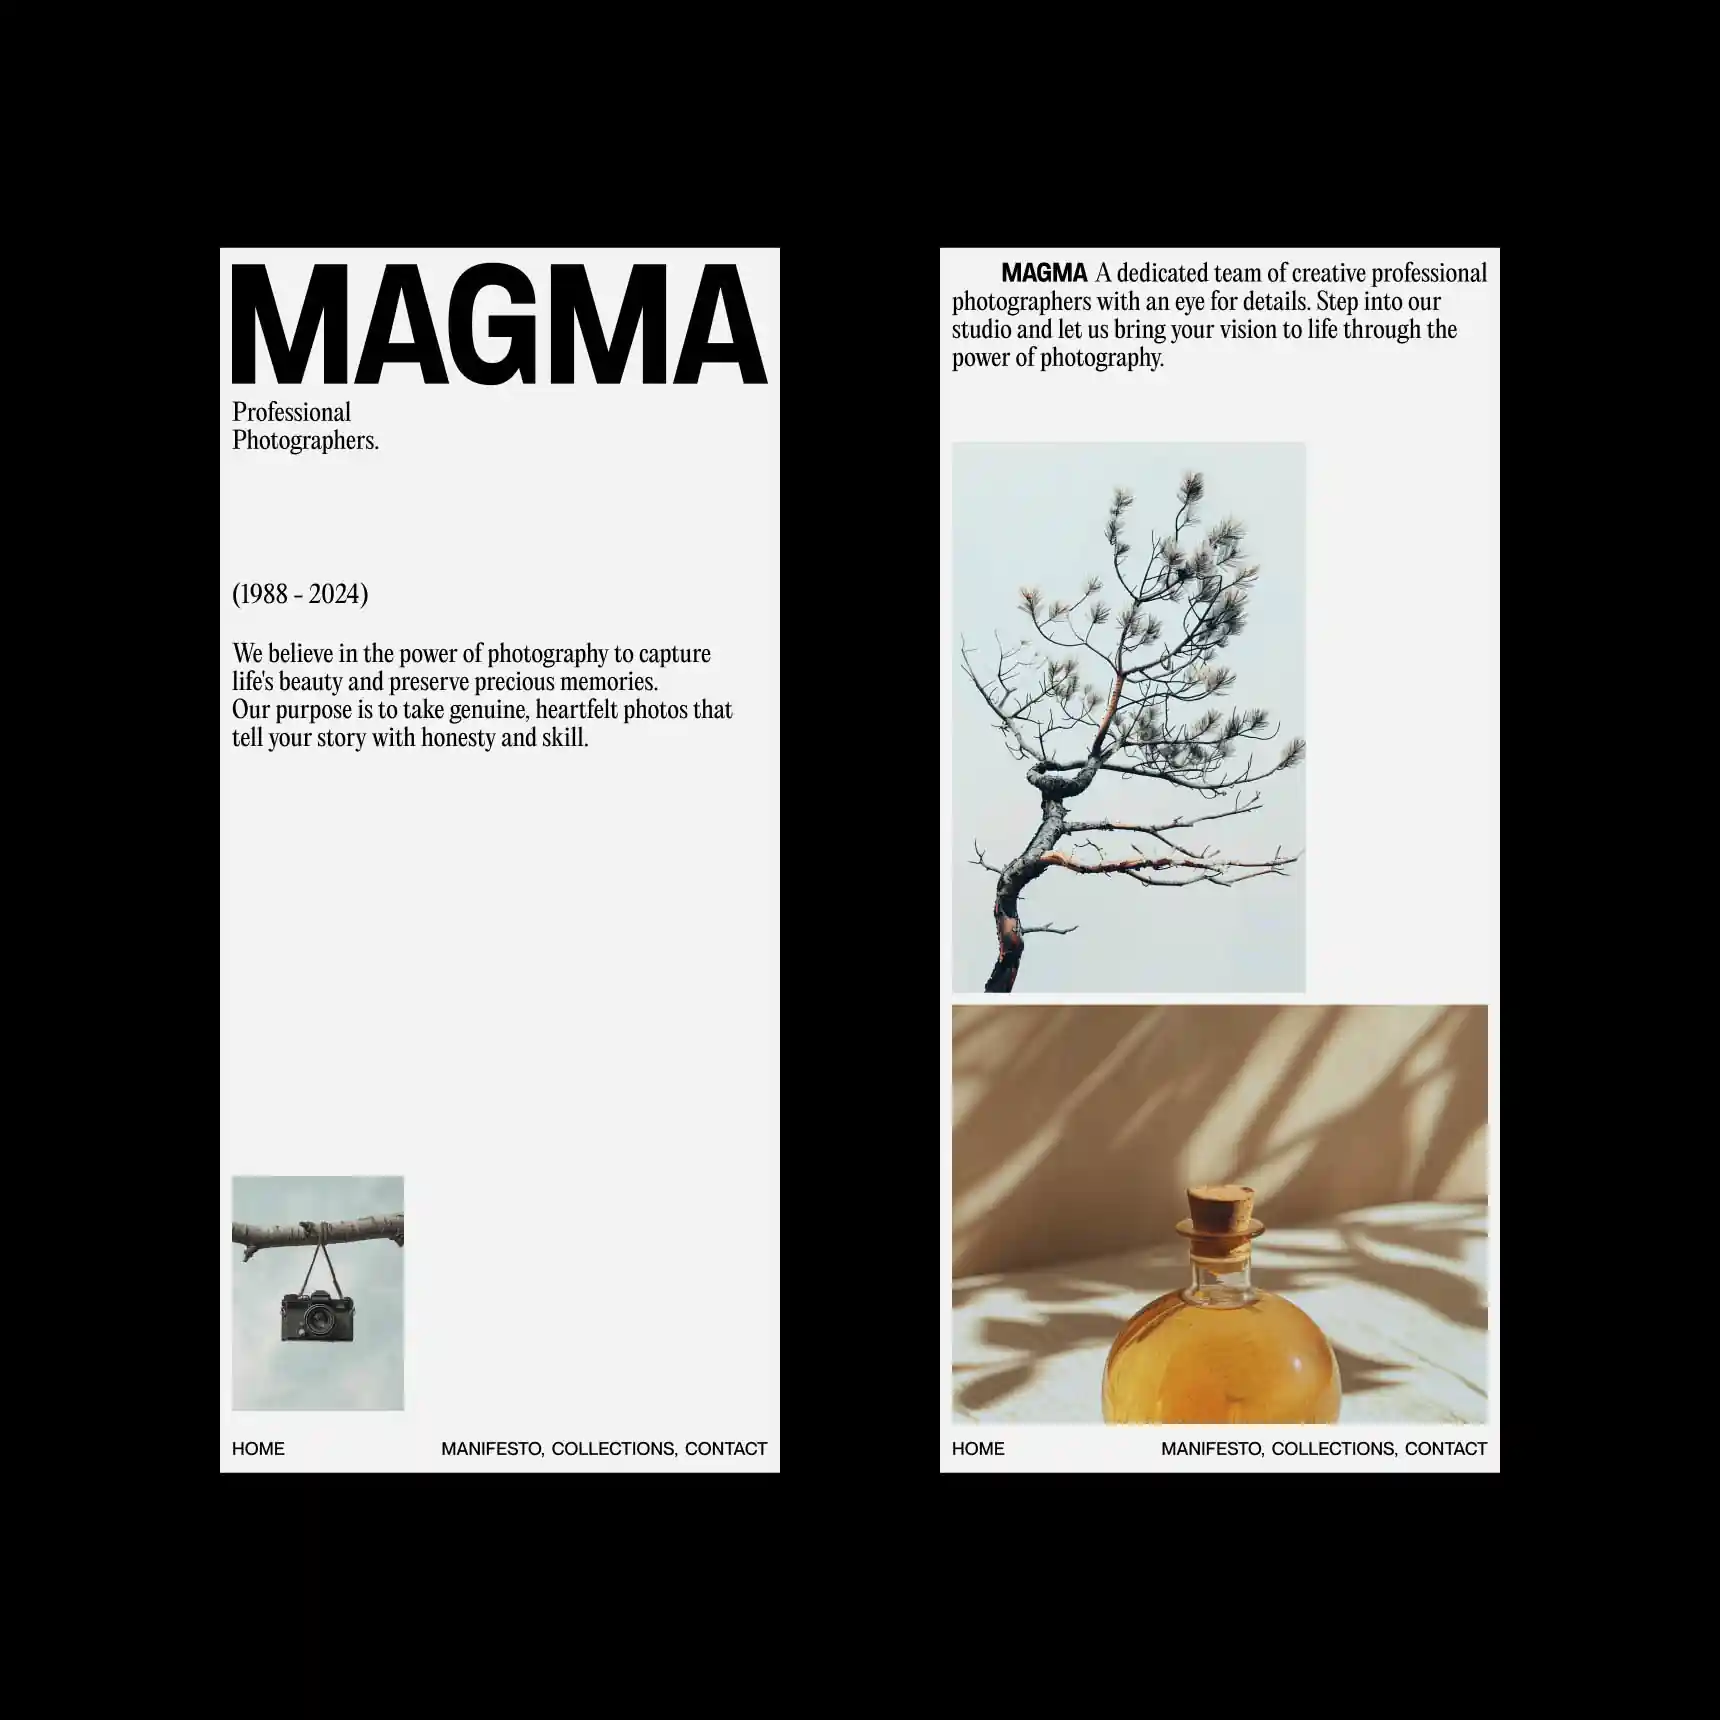 MAGMA
Professional
Photographers.
(1988 - 2024)
We believe in the power of photography to capture
life's beauty and preserve precious memories.
Our purpose is to take genuine, heartfelt photos that
tell your story with honesty and skill.
HOME
MANIFESTO, COLLECTIONS, CONTACT
MAGMA A dedicated team of creative professional
photographers with an eye for details. Step into our
studio and let us bring your vision to life through the
power of photography.
HOME
MANIFESTO, COLLECTIONS, CONTACT